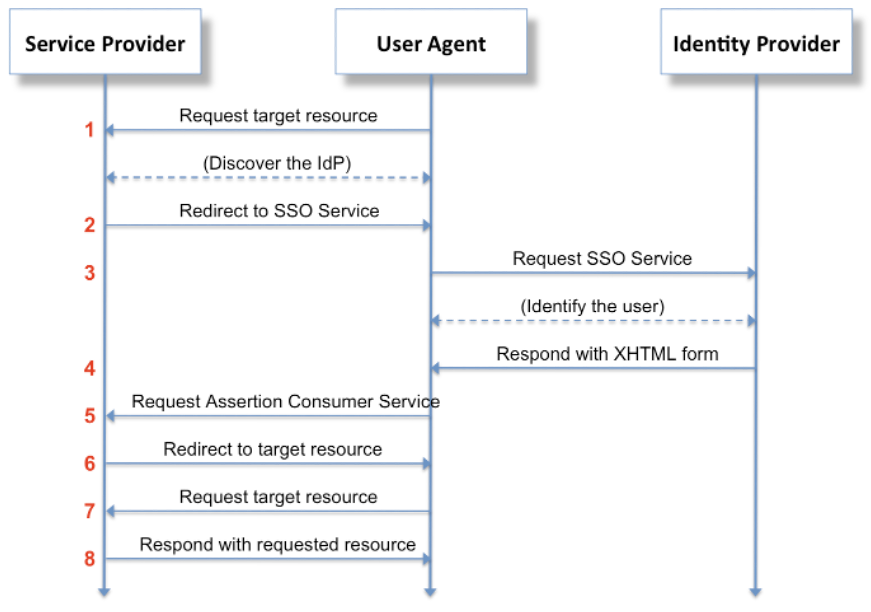 Service Provider
User Agent
Identity Provider
1
Request target resource
(Discover the IdP)
2
Redirect to SSO Service
3
Request SSO Service
(Identify the user)
4
Respond with XHTML form
5
Request Assertion Consumer Service
6
Redirect to target resource
7
Request target resource
8
Respond with requested resource